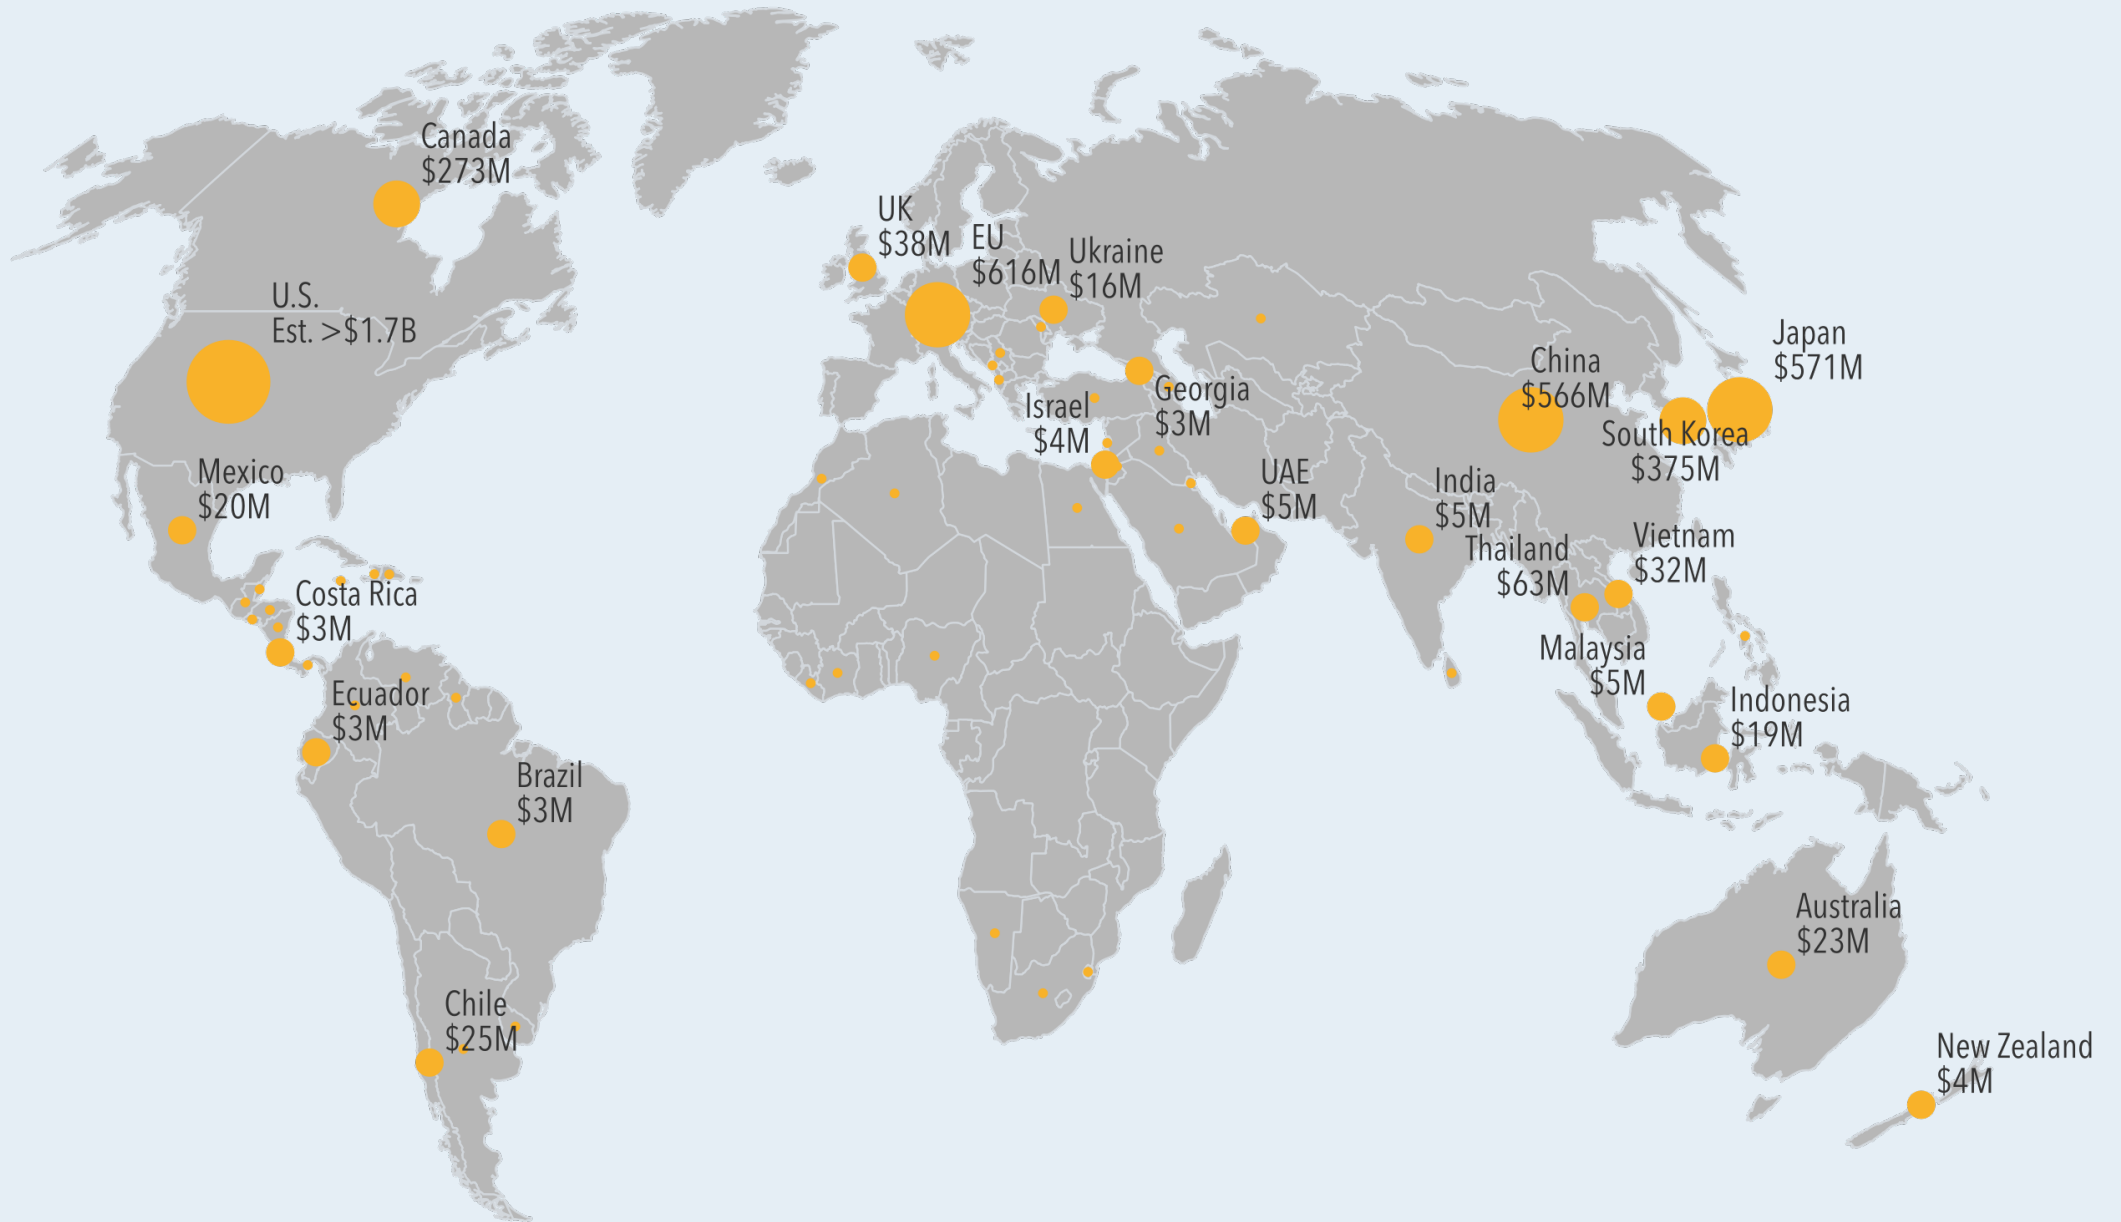 Canada
$273M
UK
$38M
EU
$616M
Ukraine
$16M
U.S.
Est. >$1.7B
Japan
$571M
China
$566M
Georgia
$3M
Israel
$4M
South Korea
$375M
Mexico
$20M
UAE
$5M
India
$5M
Thailand
$63M
Vietnam
$32M
Costa Rica
$3M
Malaysia
$5M
Ecuador
$3M
Indonesia
$19M
Brazil
$3M
Australia
$23M
Chile
$25M
New Zealand
$4M